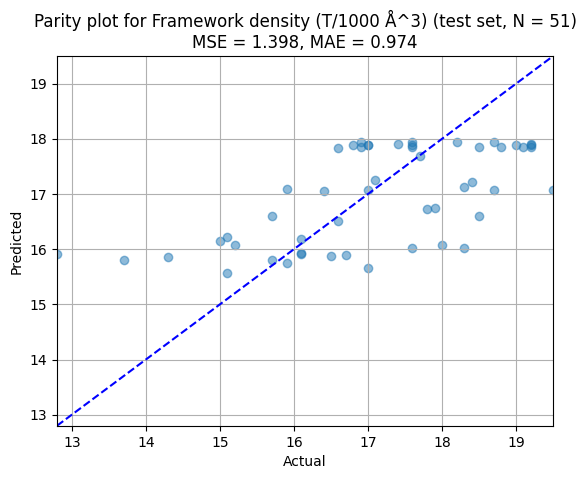 Parity plot for Framework density (T/1000 Å^3) (test set, N = 51)
MSE = 1.398, MAE = 0.974
19
18
17
16
15
14
13
Predicted
13 14 15 16 17 18 19
Actual